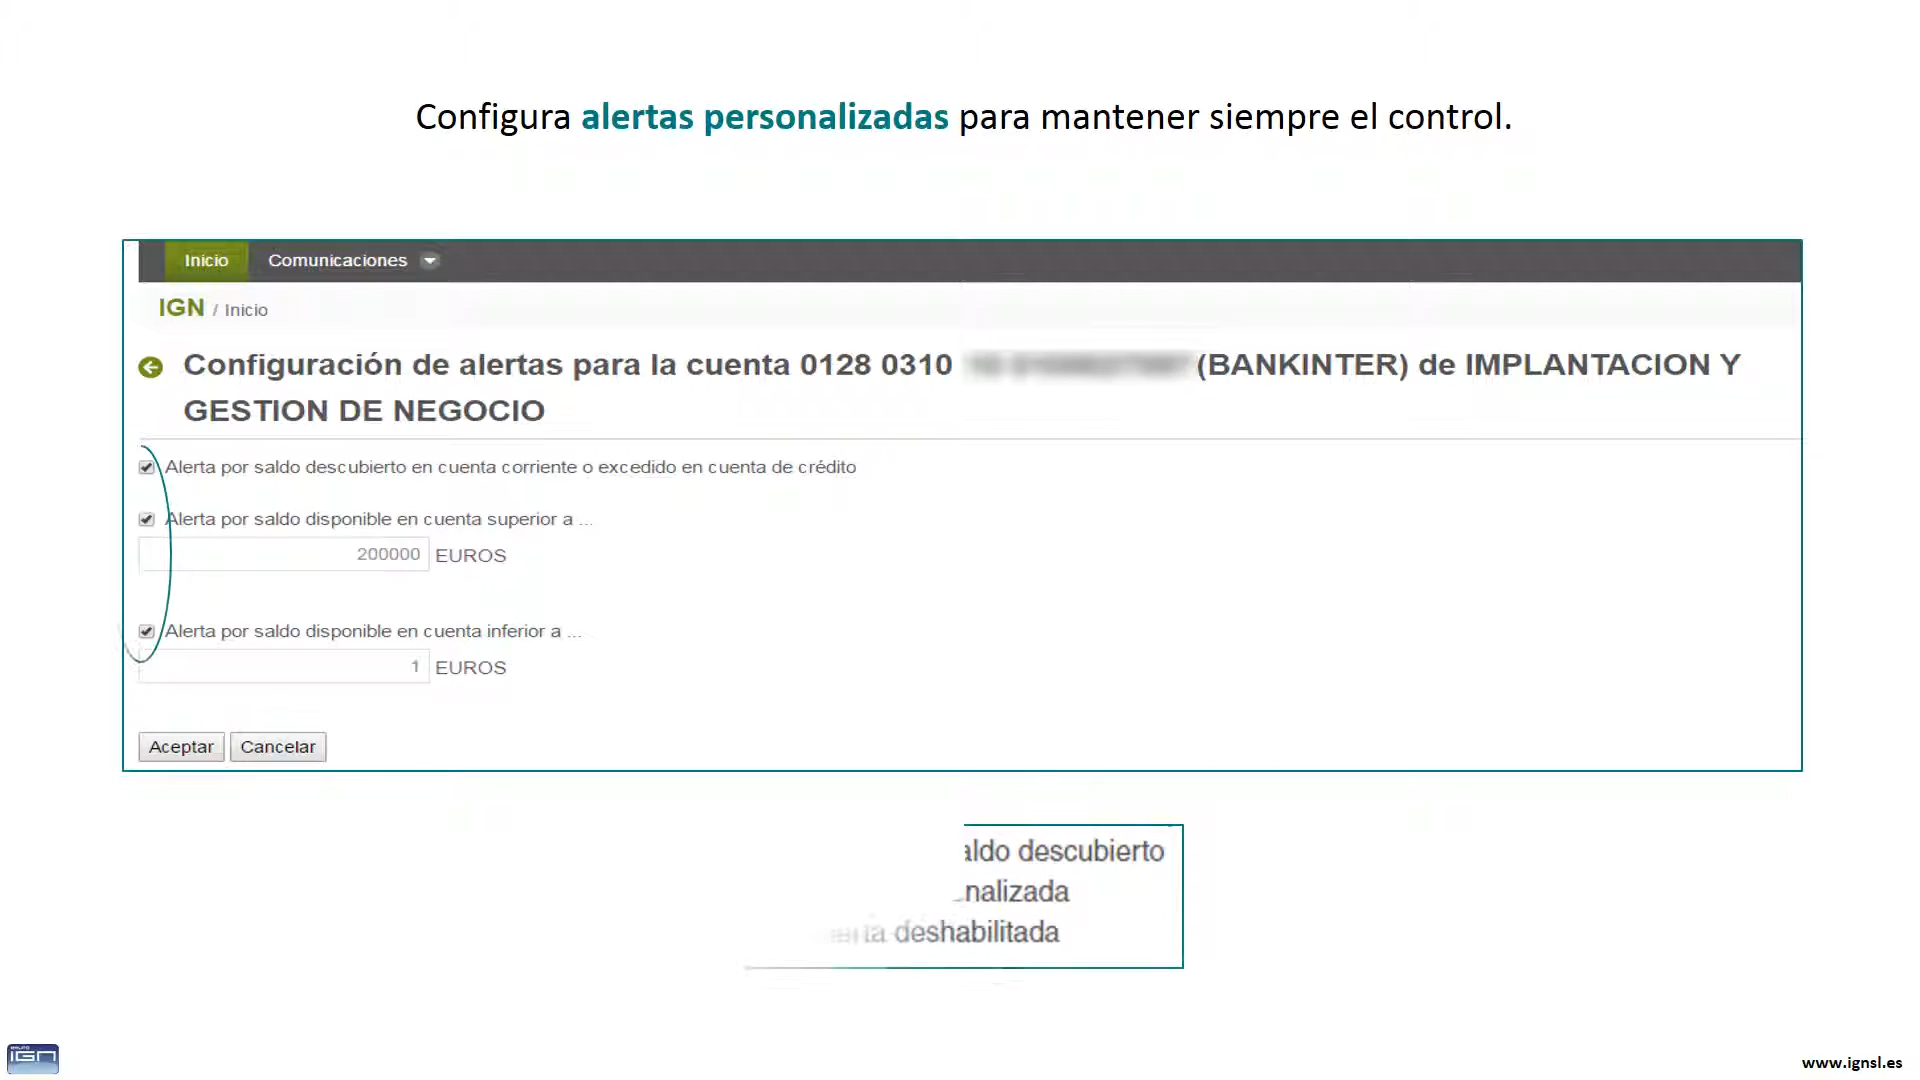 Configura alertas personalizadas para mantener siempre el control.
Inicio Comunicaciones
IGN / Inicio
Configuración de alertas para la cuenta 0128 0310 (BANKINTER) de IMPLANTACION Y
GESTION DE NEGOCIO
Alerta por saldo descubierto en cuenta corriente o excedido en cuenta de crédito
Alerta por saldo disponible en cuenta superior a ...
200000 EUROS
Alerta por saldo disponible en cuenta inferior a ...
1 EUROS
Aceptar Cancelar
descubierto
deshabilitada
IGN
www.ignsl.es